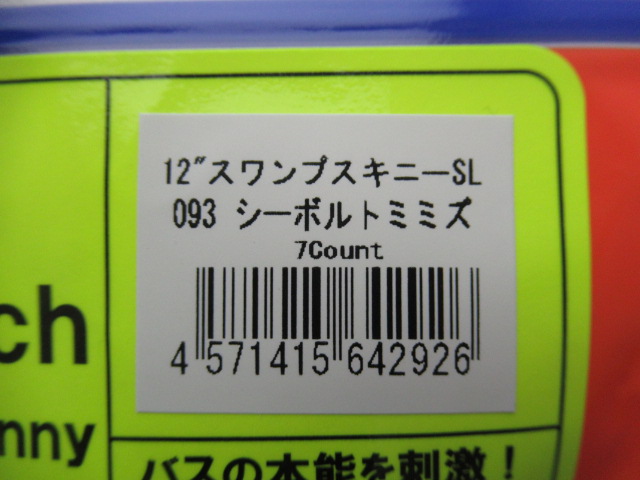 12"スワンプスキニーSL
093 シーボルトミミズ
7Count
4 571415 642926
ch
nny
バスの本能を刺激!